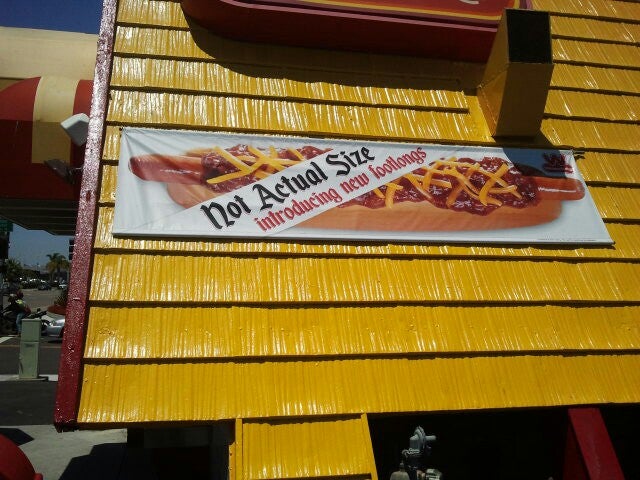 Not Actual Size
introducing new footlongs